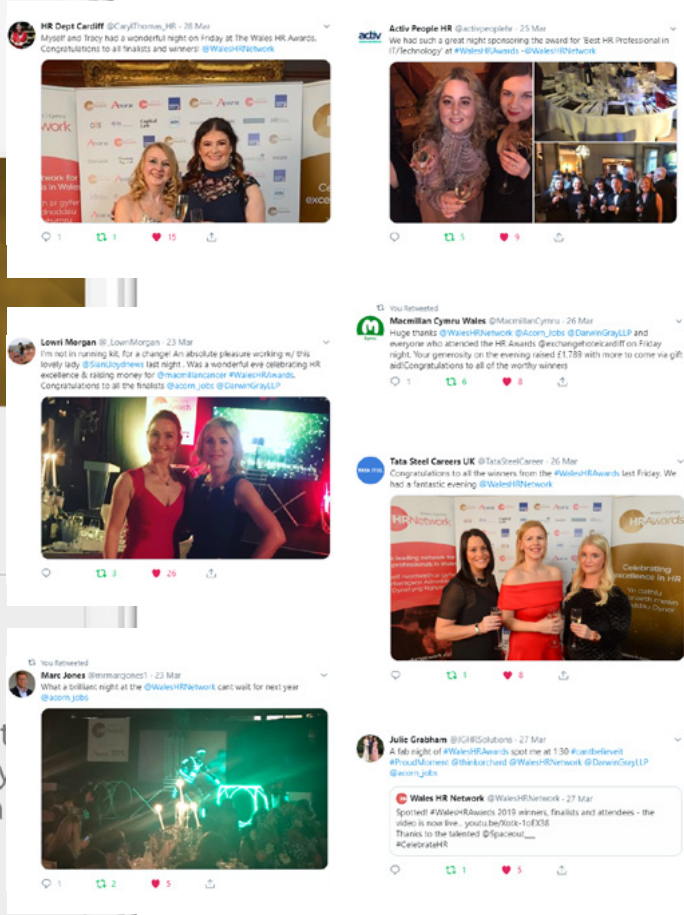 HR Dept Cardiff @CarylThomas_HR · 28 Mar
Myself and Tracy had a wonderful night on Friday at The Wales HR Awards.
Congratulations to all finalists and winners! @WalesHRNetwork
1 1 15
Lowri Morgan @_LowriMorgan · 23 Mar
I'm not in running kit, for a change! An absolute pleasure working w/ this
lovely lady @SianLloydnews last night . Was a wonderful eve celebrating HR
excellence & raising money for @macmillancancer #WalesHRAwards.
Congratulations to all the finalists @acorn_jobs @DarwinGrayLLP
3 26
You Retweeted
Marc Jones @mrmarcjones1 · 23 Mar
What a brilliant night at the @WalesHRNetwork cant wait for next year
@acorn_jobs
1 2 5
activ
Activ People HR @activpeoplehr · 25 Mar
We had such a great night sponsoring the award for 'Best HR Professional in
IT/Technology' at #WalesHRAwards -@WalesHRNetwork
5 9
You Retweeted
Macmillan Cymru Wales @MacmillanCymru · 26 Mar
Huge thanks @WalesHRNetwork @Acorn_Jobs @DarwinGrayLLP and
everyone who attended the HR Awards @exchangehotelcardiff on Friday
night. Your generosity on the evening raised £1,789 with more to come via gift
aid!Congratulations to all of the worthy winners
1 6 8
TATA STEEL
Tata Steel Careers UK @TataSteelCareer · 26 Mar
Congratulations to all the winners from the #WalesHRAwards last Friday. We
had a fantastic evening @WalesHRNetwork
HRNetwork
HRAwards
Celebrating
excellence in HR
1 8
Julie Grabham @JGHRSolutions · 27 Mar
A fab night of #WalesHRAwards spot me at 1:30 #cantbelieveit
#ProudMoment @thinkorchard @WalesHRNetwork @DarwinGrayLLP
@acorn_jobs
Wales HR Network @WalesHRNetwork · 27 Mar
Spotted! #WalesHRAwards 2019 winners, finalists and attendees - the
video is now live...
Thanks to the talented @Spaceout___
#CelebrateHR
1 5